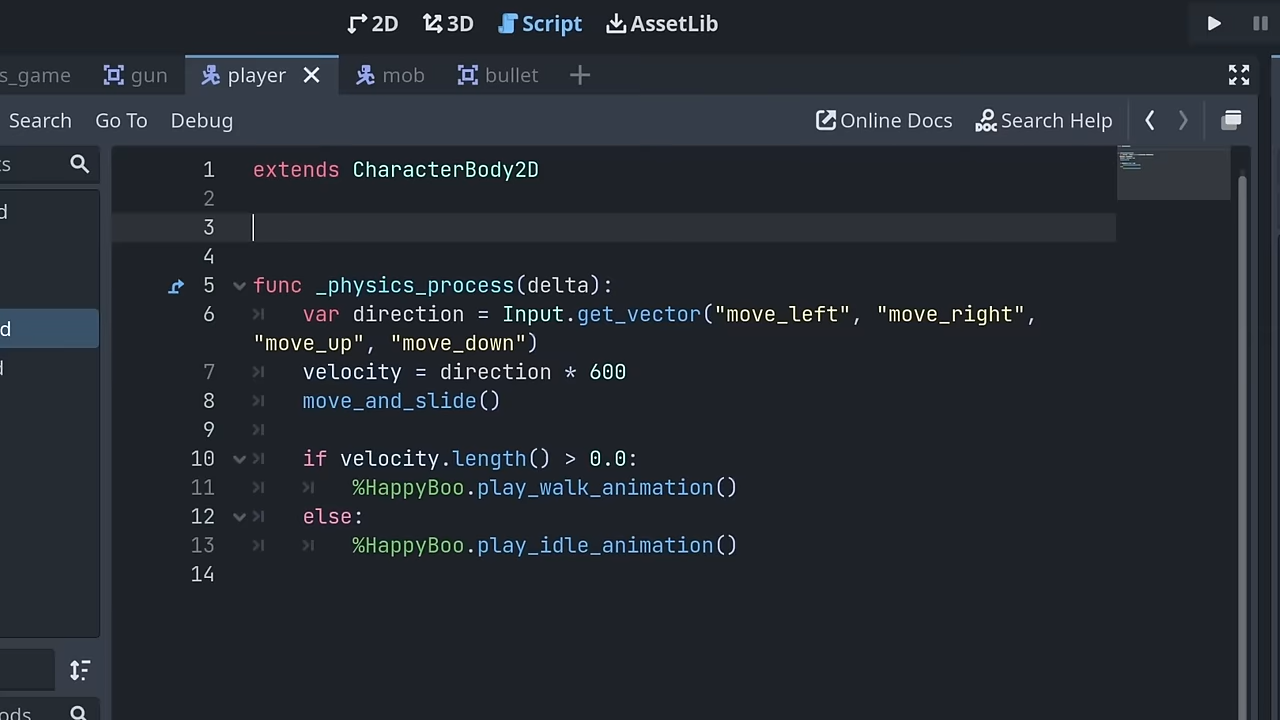 2D 3D Script AssetLib
s_game gun player mob bullet
Search Go To Debug Online Docs Search Help
s
d
d
d
ods
1 extends CharacterBody2D
2
3
4
5 func _physics_process(delta):
6 var direction = Input.get_vector("move_left", "move_right",
"move_up", "move_down")
7 velocity = direction * 600
8 move_and_slide()
9
10 if velocity.length() > 0.0:
11 %HappyBoo.play_walk_animation()
12 else:
13 %HappyBoo.play_idle_animation()
14